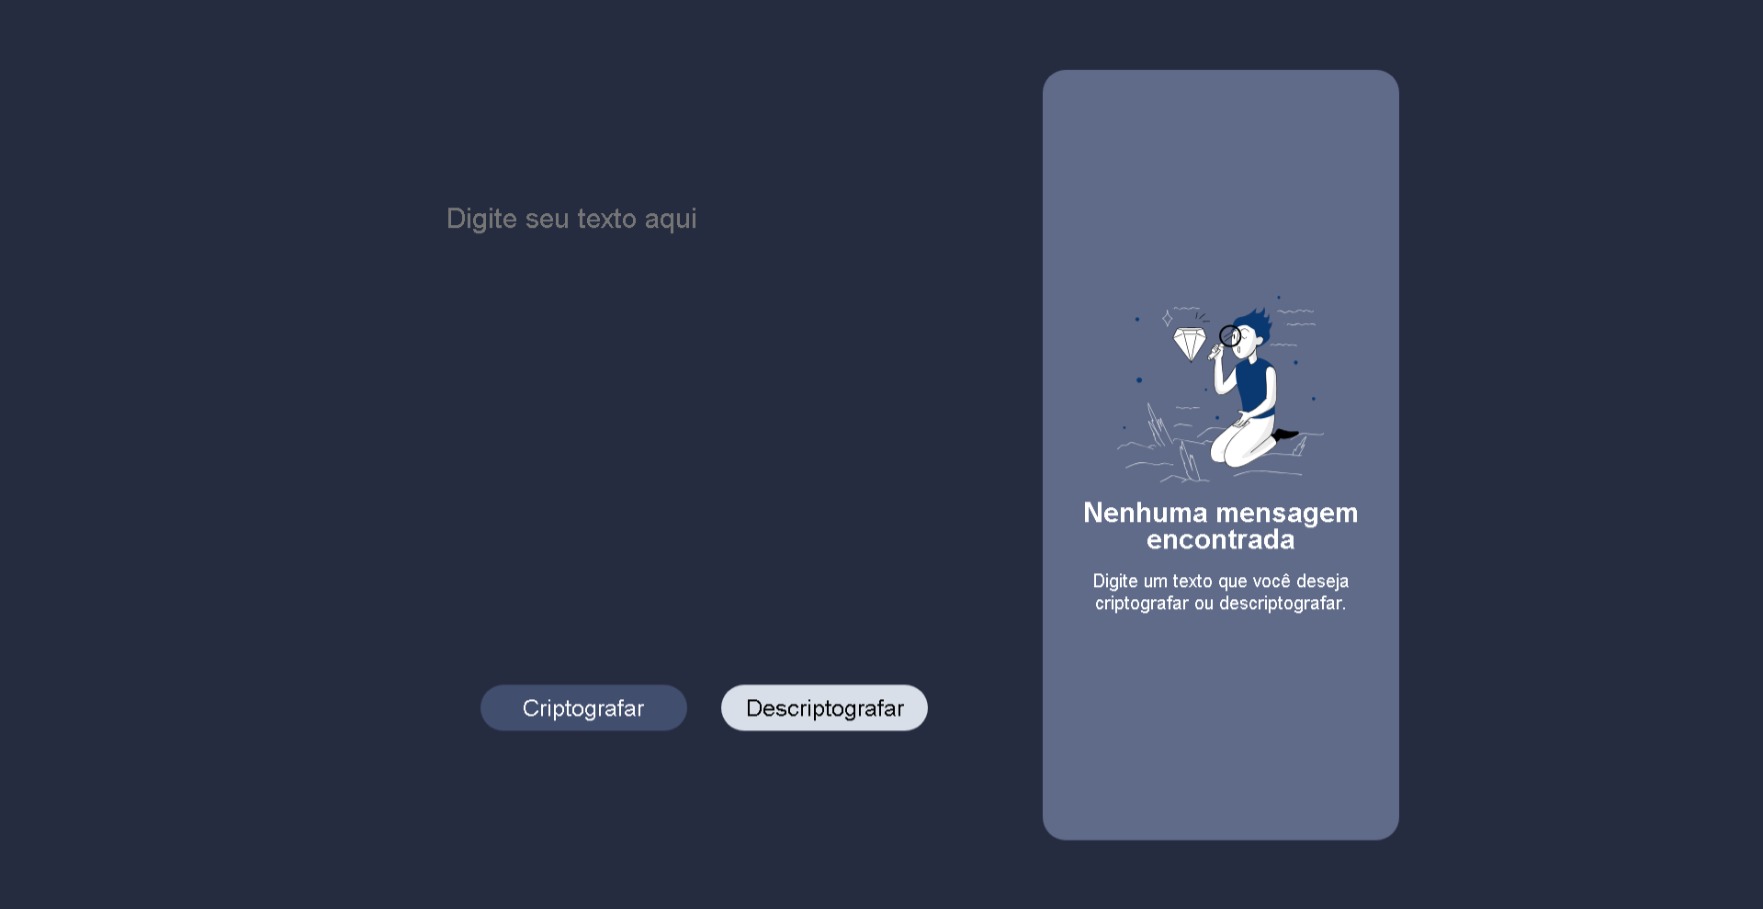 Digite seu texto aqui
Criptografar
Descriptografar
Nenhuma mensagem
encontrada
Digite um texto que você deseja
criptografar ou descriptografar.